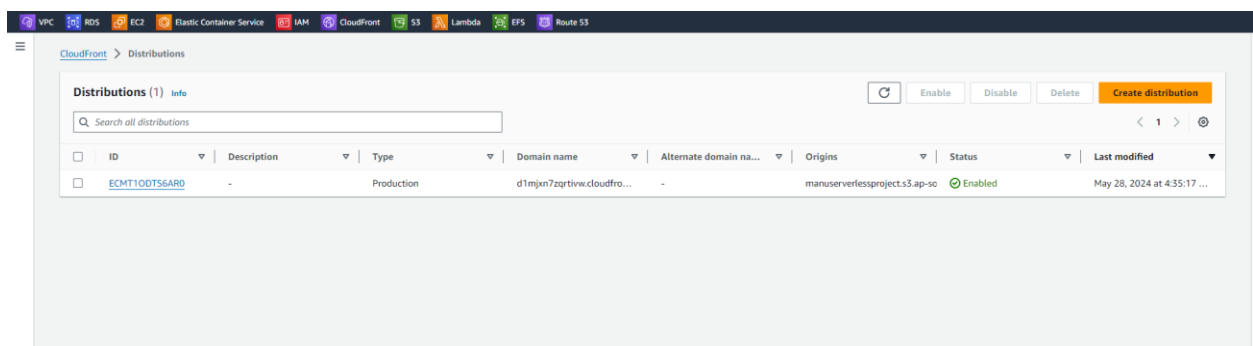 VPC RDS EC2 Elastic Container Service IAM CloudFront S3 Lambda EFS Route 53
CloudFront > Distributions
Distributions (1) Info Enable Disable Delete Create distribution
Search all distributions < 1 >
ID Description Type Domain name Alternate domain na... Origins Status Last modified
ECMT1ODTS6AR0 - Production d1mjxn7zqrtivw.cloudfro... - manuserverlessproject.s3.ap-so Enabled May 28, 2024 at 4:35:17 ...